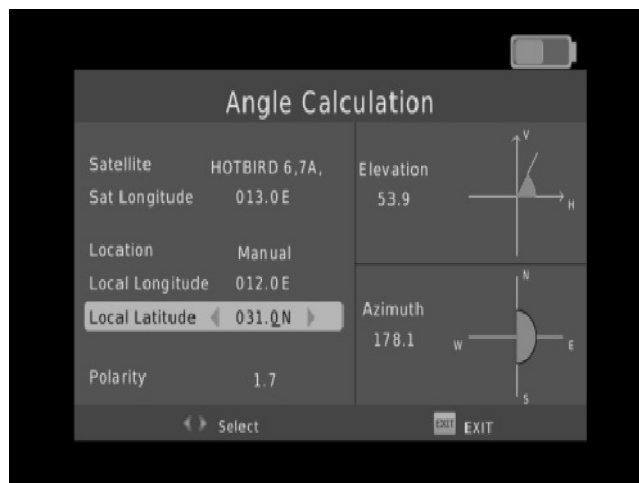 Angle Calculation
Satellite HOTBIRD 6,7A,
Sat Longitude 013.0E
Location Manual
Local Longitude 012.0E
Local Latitude 031.0N
Polarity 1.7
Elevation
53.9
V
H
Azimuth
178.1
N
W
E
S
Select
EXIT EXIT